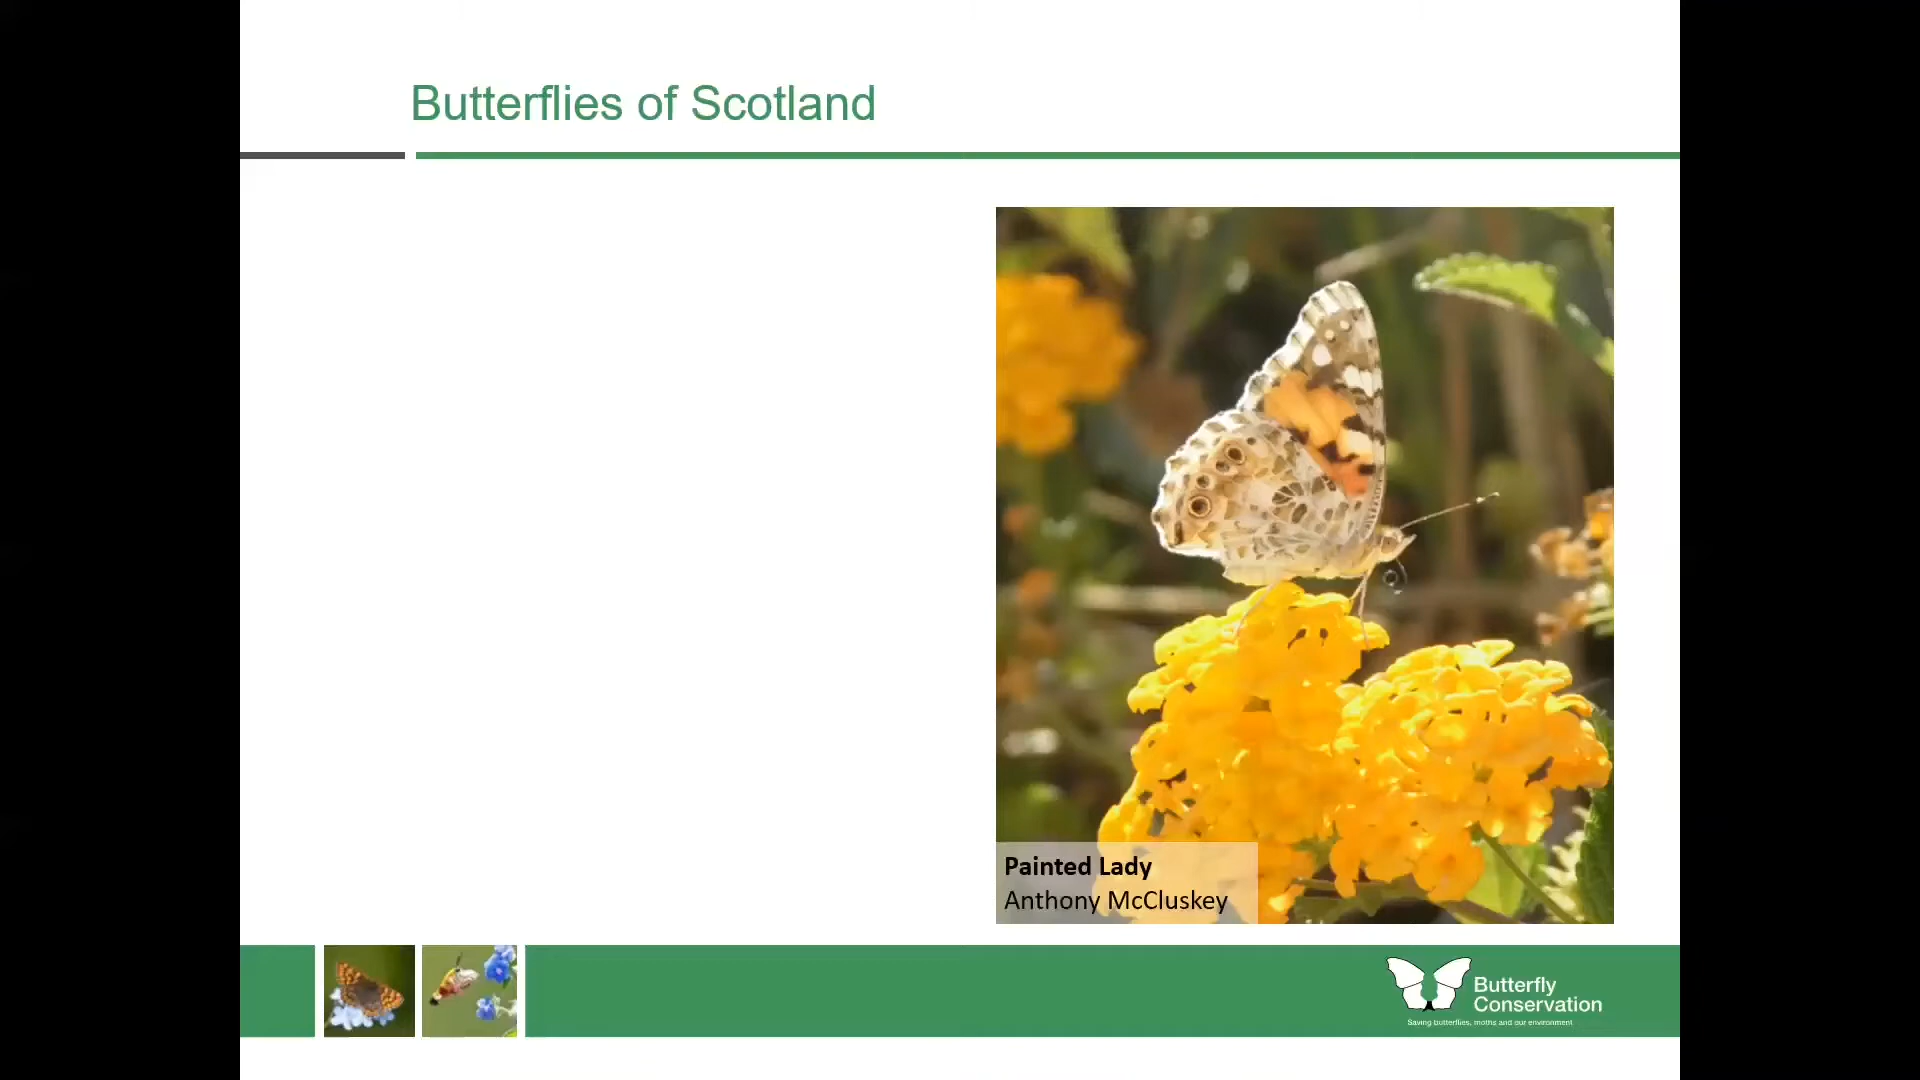 Butterflies of Scotland
Painted Lady
Anthony McCluskey
Butterfly
Conservation
Saving butterflies, moths and our environment